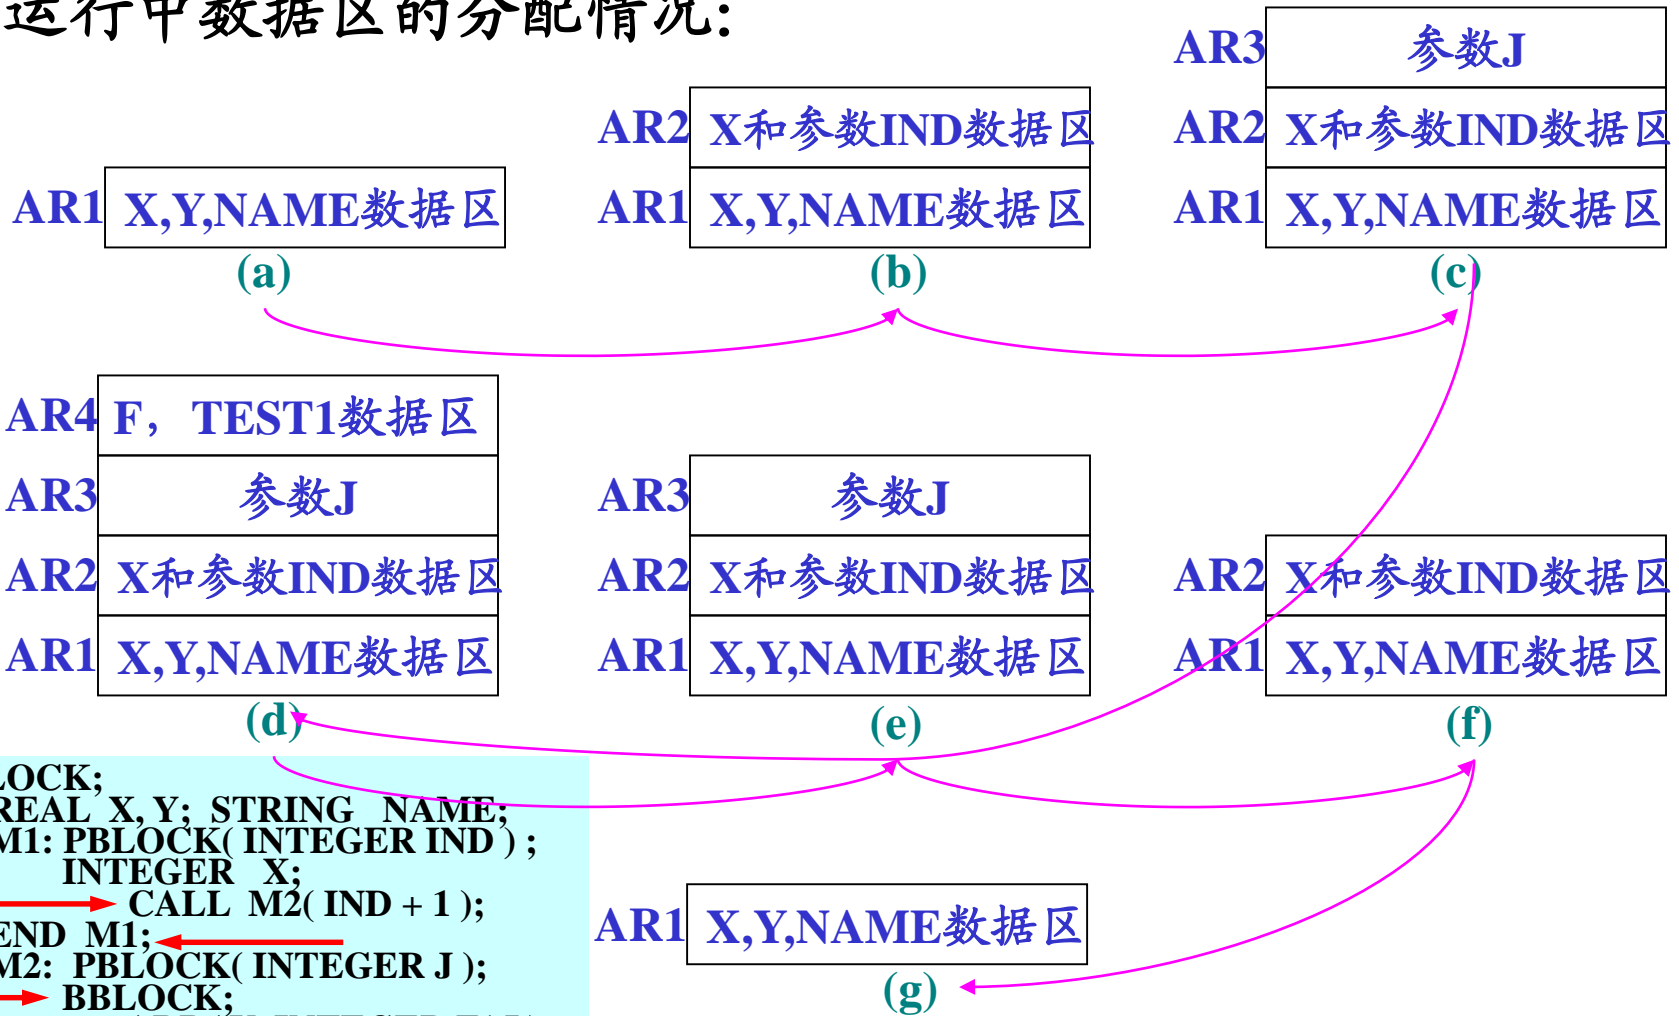 运行中数据区的分配情况:
AR3 参数J
AR2 X和参数IND数据区
AR2 X和参数IND数据区
AR1 X,Y,NAME数据区
AR1 X,Y,NAME数据区
AR1 X,Y,NAME数据区
(a)
(b)
(c)
AR4 F，TEST1数据区
AR3 参数J
AR3 参数J
AR2 X和参数IND数据区
AR2 X和参数IND数据区
AR2 X和参数IND数据区
AR1 X,Y,NAME数据区
AR1 X,Y,NAME数据区
AR1 X,Y,NAME数据区
(d)
(e)
(f)
LOCK;
REAL X, Y; STRING NAME;
M1: PBLOCK( INTEGER IND ) ;
INTEGER X;
CALL M2( IND + 1 );
END M1;
M2: PBLOCK( INTEGER J );
BBLOCK;
AR1 X,Y,NAME数据区
(g)